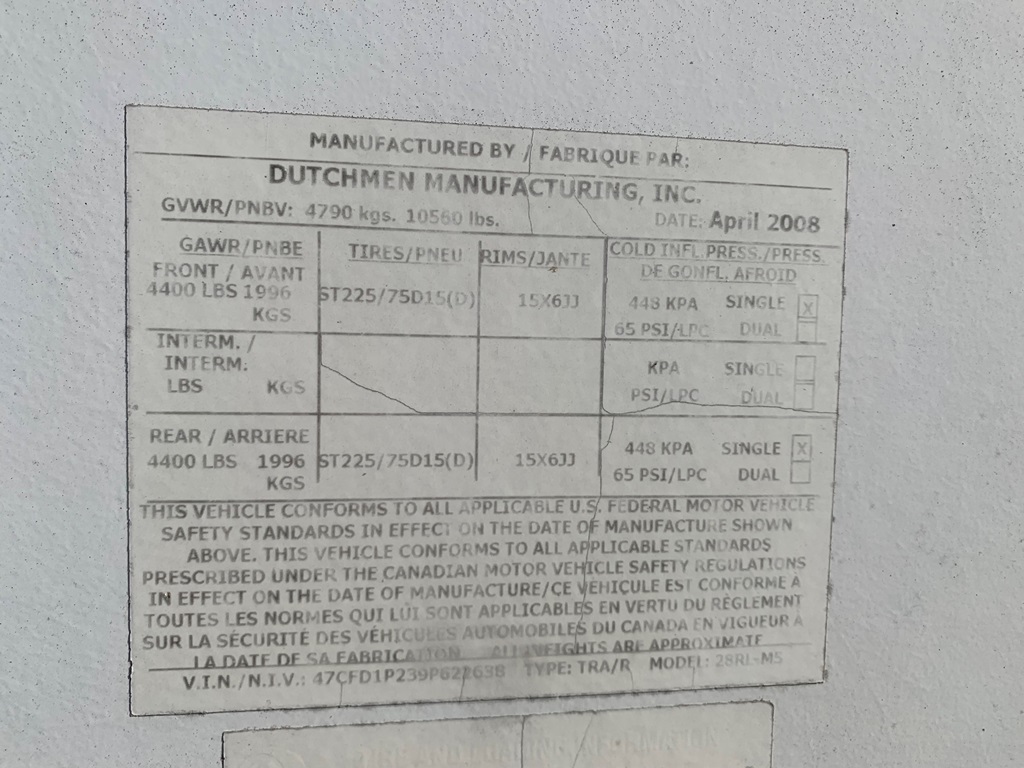 MANUFACTURED BY / FABRIQUE PAR:
DUTCHMEN MANUFACTURING, INC.
GVWR/PNBV: 4790 kgs. 10560 lbs. DATE: April 2008
GAWR/PNBE TIRES/PNEU RIMS/JANTE COLD INFL.PRESS./PRESS.
DE GONFL. AFROID
FRONT / AVANT
4400 LBS 1996 ST225/75D15(D) 15X6JJ 448 KPA SINGLE X
KGS 65 PSI/LPC DUAL
INTERM. /
INTERM. KPA SINGLE
LBS KGS PSI/LPC DUAL
REAR / ARRIERE 448 KPA SINGLE X
4400 LBS 1996 ST225/75D15(D) 15X6JJ
KGS 65 PSI/LPC DUAL
THIS VEHICLE CONFORMS TO ALL APPLICABLE U.S. FEDERAL MOTOR VEHICLE
SAFETY STANDARDS IN EFFECT ON THE DATE OF MANUFACTURE SHOWN
ABOVE. THIS VEHICLE CONFORMS TO ALL APPLICABLE STANDARDS
PRESCRIBED UNDER THE CANADIAN MOTOR VEHICLE SAFETY REGULATIONS
IN EFFECT ON THE DATE OF MANUFACTURE/CE VÉHICULE EST CONFORME À
TOUTES LES NORMES QUI LUI SONT APPLICABLES EN VERTU DU RÈGLEMENT
SUR LA SÉCURITÉ DES VÉHICULES AUTOMOBILES DU CANADA EN VIGUEUR À
LA DATE DE SA FABRICATION ALL WEIGHTS ARE APPROXIMATE
V.I.N./N.I.V.: 47CFD1P239P622638 TYPE: TRA/R MODEL: